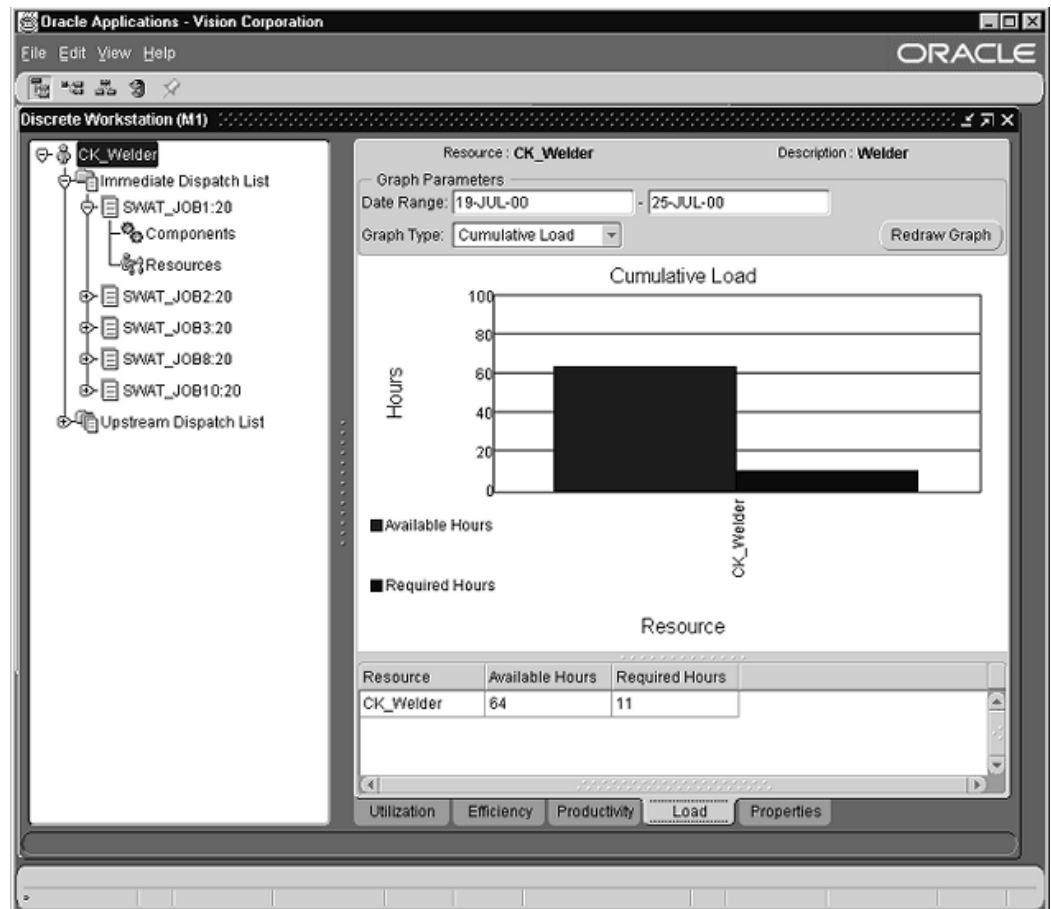 Oracle Applications - Vision Corporation
File Edit View Help
ORACLE
Discrete Workstation (M1)
CK_Welder
Immediate Dispatch List
SWAT_JOB1:20
Components
Resources
SWAT_JOB2:20
SWAT_JOB3:20
SWAT_JOB8:20
SWAT_JOB10:20
Upstream Dispatch List
Resource : CK_Welder Description : Welder
Graph Parameters
Date Range: 19-JUL-00 - 25-JUL-00
Graph Type: Cumulative Load Redraw Graph
Cumulative Load
100
80
60
40
20
0
Hours
CK_Welder
Available Hours
Required Hours
Resource
Resource Available Hours Required Hours
CK_Welder 64 11
Utilization Efficiency Productivity Load Properties